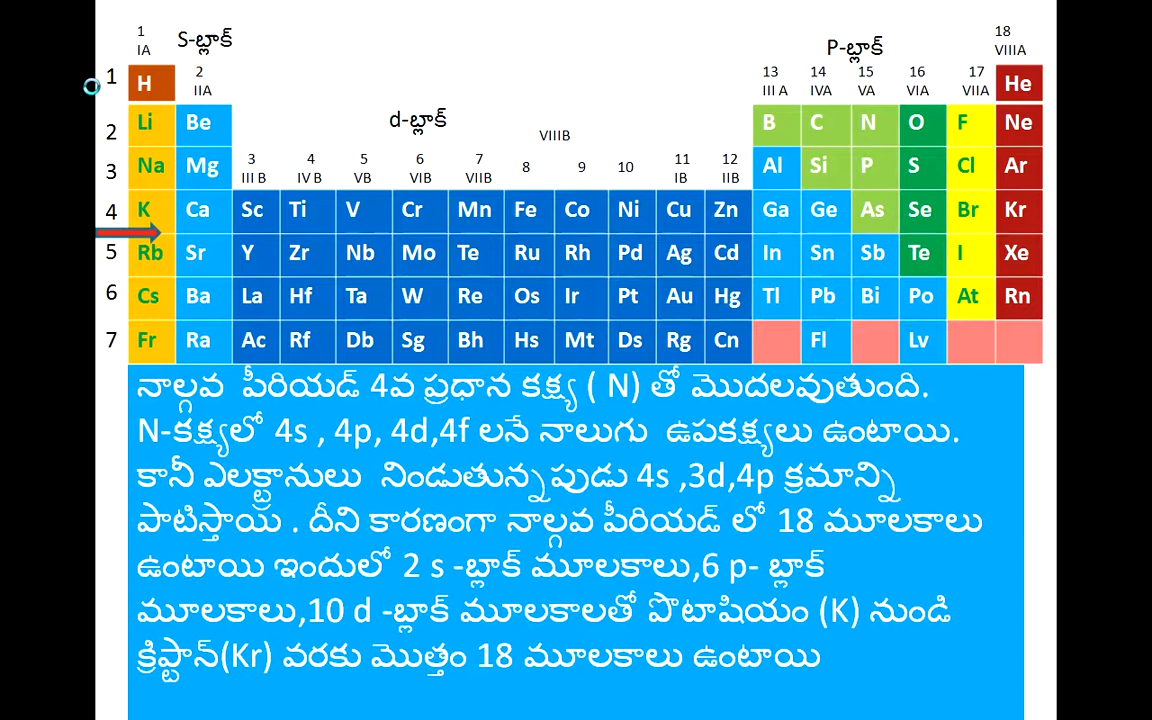 1 18
IA S-బ్లాక్ P-బ్లాక్ VIIIA
1 H 2 13 14 15 16 17 He
IIA III A IVA VA VIA VIIA
2 Li Be d-బ్లాక్ VIIIB B C N O F Ne
3 Na Mg 3 4 5 6 7 8 9 10 11 12 Al Si P S Cl Ar
III B IV B VB VIB VIIB IB IIB
4 K Ca Sc Ti V Cr Mn Fe Co Ni Cu Zn Ga Ge As Se Br Kr
5 Rb Sr Y Zr Nb Mo Te Ru Rh Pd Ag Cd In Sn Sb Te I Xe
6 Cs Ba La Hf Ta W Re Os Ir Pt Au Hg Tl Pb Bi Po At Rn
7 Fr Ra Ac Rf Db Sg Bh Hs Mt Ds Rg Cn Fl Lv
నాల్గవ పీరియడ్ 4వ ప్రధాన కక్ష్య ( N) తో మొదలవుతుంది.
N-కక్ష్యలో 4s , 4p, 4d,4f లనే నాలుగు ఉపకక్ష్యలు ఉంటాయి.
కానీ ఎలక్ట్రానులు నిండుతున్నపుడు 4s ,3d,4p క్రమాన్ని
పాటిస్తాయి . దీని కారణంగా నాల్గవ పీరియడ్ లో 18 మూలకాలు
ఉంటాయి ఇందులో 2 s -బ్లాక్ మూలకాలు,6 p- బ్లాక్
మూలకాలు,10 d -బ్లాక్ మూలకాలతో పొటాషియం (K) నుండి
క్రిప్టాన్(Kr) వరకు మొత్తం 18 మూలకాలు ఉంటాయి